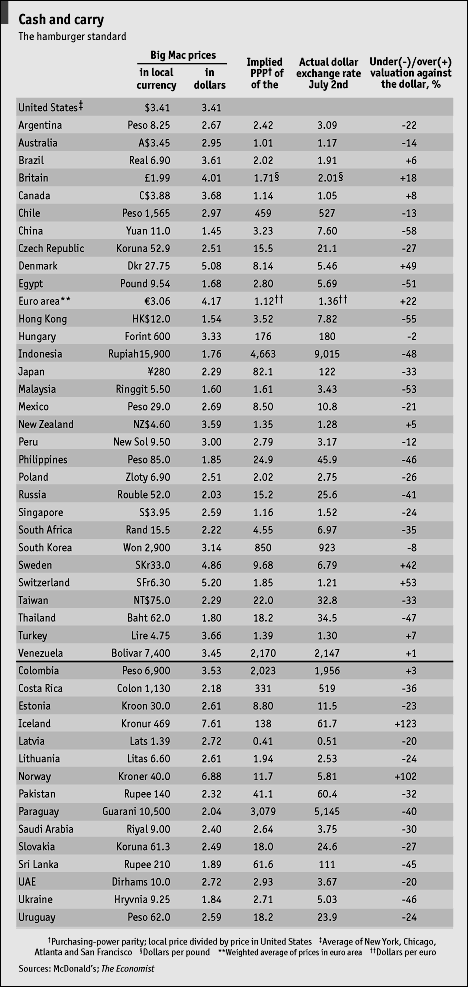 Cash and carry
The hamburger standard
Big Mac prices
in local currency in dollars Implied PPP† of of the Actual dollar exchange rate July 2nd Under(-)/over(+) valuation against the dollar, %
United States‡ $3.41 3.41
Argentina Peso 8.25 2.67 2.42 3.09 -22
Australia A$3.45 2.95 1.01 1.17 -14
Brazil Real 6.90 3.61 2.02 1.91 +6
Britain £1.99 4.01 1.71§ 2.01§ +18
Canada C$3.88 3.68 1.14 1.05 +8
Chile Peso 1,565 2.97 459 527 -13
China Yuan 11.0 1.45 3.23 7.60 -58
Czech Republic Koruna 52.9 2.51 15.5 21.1 -27
Denmark Dkr 27.75 5.08 8.14 5.46 +49
Egypt Pound 9.54 1.68 2.80 5.69 -51
Euro area** €3.06 4.17 1.12†† 1.36†† +22
Hong Kong HK$12.0 1.54 3.52 7.82 -55
Hungary Forint 600 3.33 176 180 -2
Indonesia Rupiah15,900 1.76 4,663 9,015 -48
Japan ¥280 2.29 82.1 122 -33
Malaysia Ringgit 5.50 1.60 1.61 3.43 -53
Mexico Peso 29.0 2.69 8.50 10.8 -21
New Zealand NZ$4.60 3.59 1.35 1.28 +5
Peru New Sol 9.50 3.00 2.79 3.17 -12
Philippines Peso 85.0 1.85 24.9 45.9 -46
Poland Zloty 6.90 2.51 2.02 2.75 -26
Russia Rouble 52.0 2.03 15.2 25.6 -41
Singapore S$3.95 2.59 1.16 1.52 -24
South Africa Rand 15.5 2.22 4.55 6.97 -35
South Korea Won 2,900 3.14 850 923 -8
Sweden SKr33.0 4.86 9.68 6.79 +42
Switzerland SFr6.30 5.20 1.85 1.21 +53
Taiwan NT$75.0 2.29 22.0 32.8 -33
Thailand Baht 62.0 1.80 18.2 34.5 -47
Turkey Lire 4.75 3.66 1.39 1.30 +7
Venezuela Bolivar 7,400 3.45 2,170 2,147 +1
Colombia Peso 6,900 3.53 2,023 1,956 +3
Costa Rica Colon 1,130 2.18 331 519 -36
Estonia Kroon 30.0 2.61 8.80 11.5 -23
Iceland Kronur 469 7.61 138 61.7 +123
Latvia Lats 1.39 2.72 0.41 0.51 -20
Lithuania Litas 6.60 2.61 1.94 2.53 -24
Norway Kroner 40.0 6.88 11.7 5.81 +102
Pakistan Rupee 140 2.32 41.1 60.4 -32
Paraguay Guarani 10,500 2.04 3,079 5,145 -40
Saudi Arabia Riyal 9.00 2.40 2.64 3.75 -30
Slovakia Koruna 61.3 2.49 18.0 24.6 -27
Sri Lanka Rupee 210 1.89 61.6 111 -45
UAE Dirhams 10.0 2.72 2.93 3.67 -20
Ukraine Hryvnia 9.25 1.84 2.71 5.03 -46
Uruguay Peso 62.0 2.59 18.2 23.9 -24
†Purchasing-power parity; local price divided by price in United States ‡Average of New York, Chicago,
Atlanta and San Francisco §Dollars per pound **Weighted average of prices in euro area ††Dollars per euro
Sources: McDonald's; The Economist